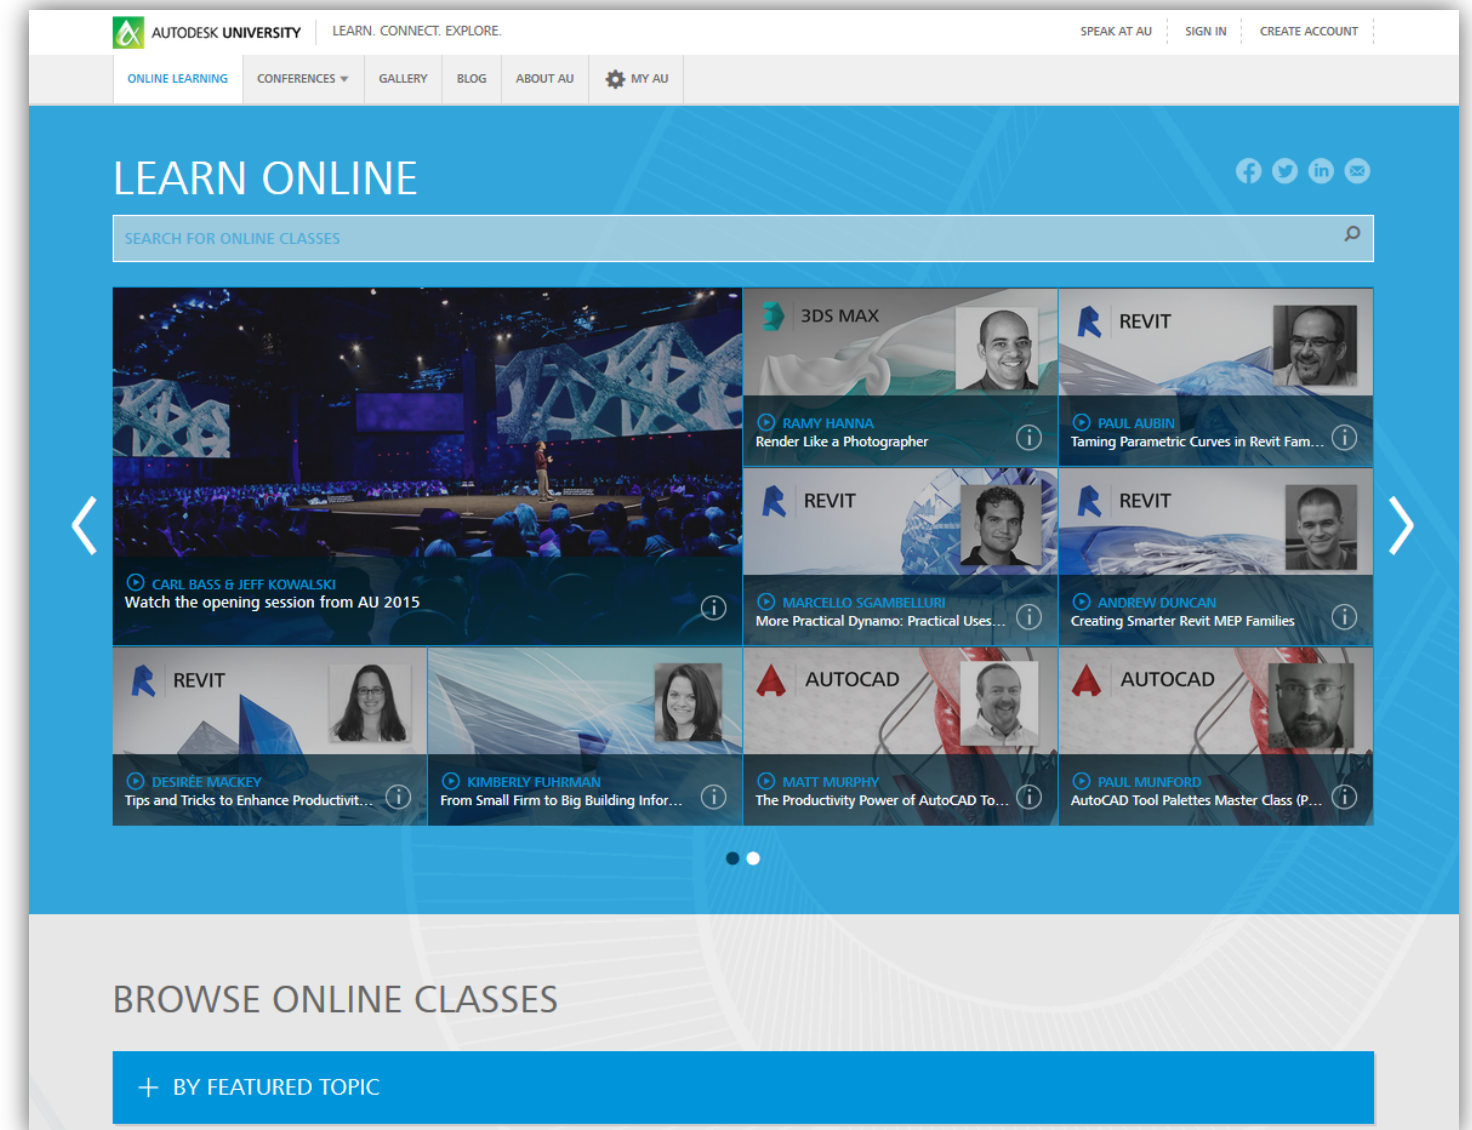 AUTODESK UNIVERSITY
LEARN. CONNECT. EXPLORE.
SPEAK AT AU
SIGN IN
CREATE ACCOUNT
ONLINE LEARNING
CONFERENCES
GALLERY
BLOG
ABOUT AU
MY AU
LEARN ONLINE
SEARCH FOR ONLINE CLASSES
CARL BASS & JEFF KOWALSKI
Watch the opening session from AU 2015
3DS MAX
RAMY HANNA
Render Like a Photographer
REVIT
PAUL AUBIN
Taming Parametric Curves in Revit Fam...
REVIT
MARCELLO SGAMBELLURI
More Practical Dynamo: Practical Uses...
REVIT
ANDREW DUNCAN
Creating Smarter Revit MEP Families
REVIT
DESIRÉE MACKEY
Tips and Tricks to Enhance Productivit...
KIMBERLY FUHRMAN
From Small Firm to Big Building Infor...
AUTOCAD
MATT MURPHY
The Productivity Power of AutoCAD To...
AUTOCAD
PAUL MUNFORD
AutoCAD Tool Palettes Master Class (P...
BROWSE ONLINE CLASSES
+ BY FEATURED TOPIC